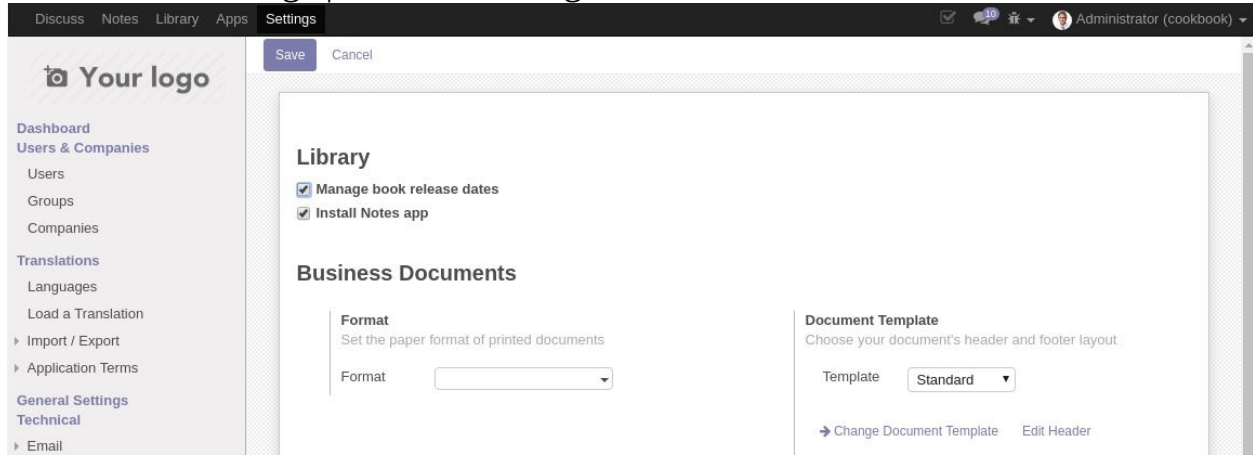 Discuss Notes Library Apps Settings 10 Administrator (cookbook)
Your logo
Save Cancel
Dashboard
Users & Companies
Users
Groups
Companies
Translations
Languages
Load a Translation
Import / Export
Application Terms
General Settings
Technical
Email
Library
Manage book release dates
Install Notes app
Business Documents
Format
Set the paper format of printed documents
Format
Document Template
Choose your document's header and footer layout
Template Standard
Change Document Template Edit Header